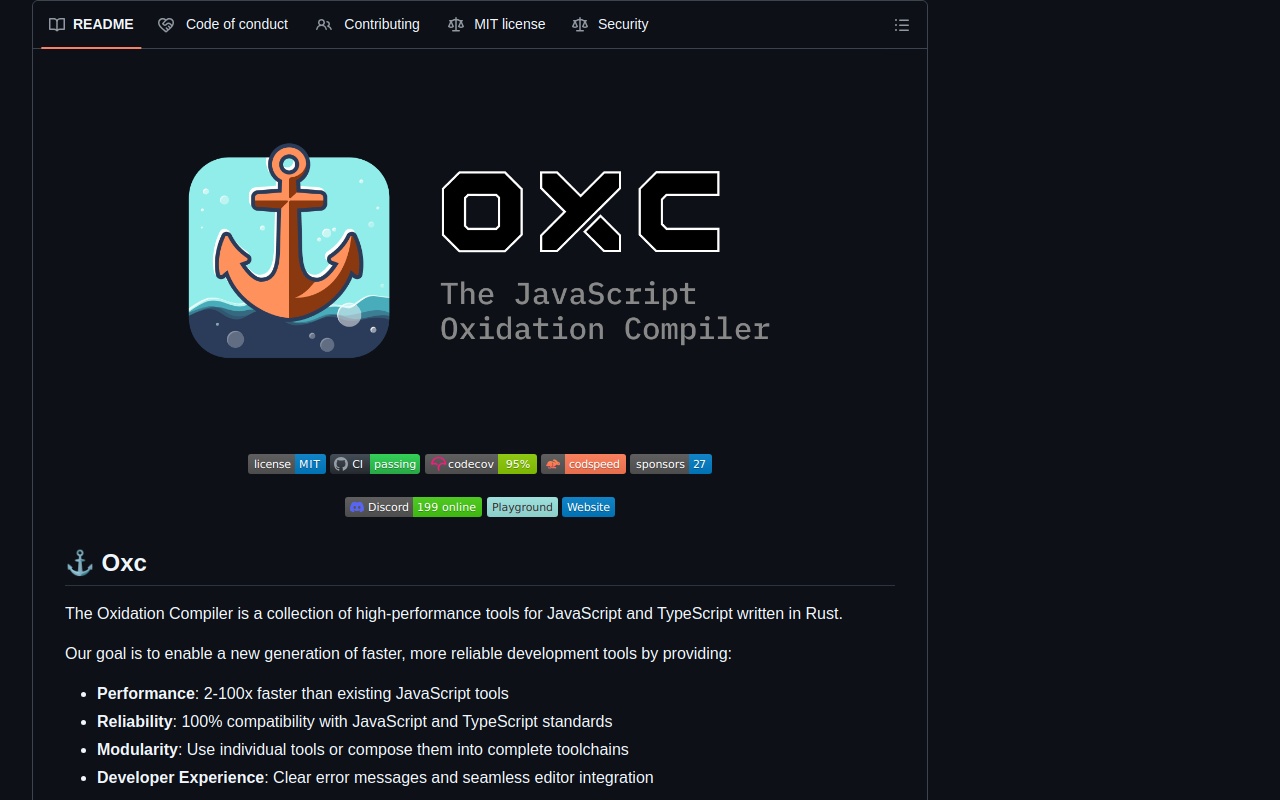 README Code of conduct Contributing MIT license Security
OXC
The JavaScript
Oxidation Compiler
license MIT CI passing codecov 95% codspeed sponsors 27
Discord 199 online Playground Website
⚓ Oxc
The Oxidation Compiler is a collection of high-performance tools for JavaScript and TypeScript written in Rust.
Our goal is to enable a new generation of faster, more reliable development tools by providing:
• Performance: 2-100x faster than existing JavaScript tools
• Reliability: 100% compatibility with JavaScript and TypeScript standards
• Modularity: Use individual tools or compose them into complete toolchains
• Developer Experience: Clear error messages and seamless editor integration